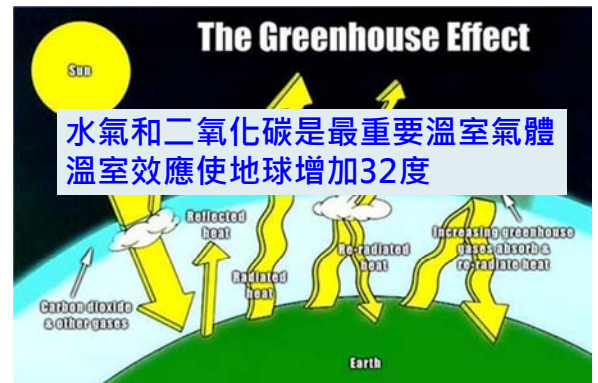 The Greenhouse Effect
Sun
水氣和二氧化碳是最重要溫室氣體
溫室效應使地球增加32度
Reflected
heat
Radiated
heat
Re-radiated
heat
Increasing greenhouse
gases absorb &
re-radiate heat
Carbon dioxide
& other gases
Earth